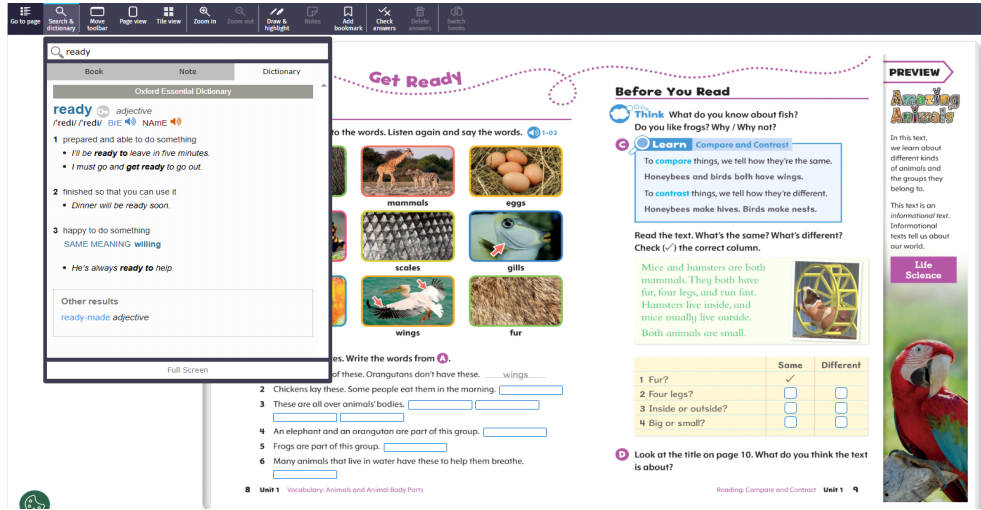 Go to page
Search & dictionary
Move toolbar
Page view
Tile view
Zoom in
Zoom out
Draw & highlight
Notes
Add bookmark
Check answers
Delete answers
Switch books
ready
Book Note Dictionary
Oxford Essential Dictionary
ready adjective
/ˈredi/ /ˈredi/ BrE NAmE
1 prepared and able to do something
• I'll be ready to leave in five minutes.
• I must go and get ready to go out.
2 finished so that you can use it
• Dinner will be ready soon.
3 happy to do something
SAME MEANING willing
• He's always ready to help.
Other results
ready-made adjective
Full Screen
Get Ready
to the words. Listen again and say the words. 1•02
mammals
eggs
scales
gills
wings
fur
es. Write the words from A.
of these. Orangutans don't have these. wings
2 Chickens lay these. Some people eat them in the morning.
3 These are all over animals' bodies.
4 An elephant and an orangutan are part of this group.
5 Frogs are part of this group.
6 Many animals that live in water have these to help them breathe.
8 Unit 1 Vocabulary: Animals and Animal Body Parts
Before You Read
Think What do you know about fish?
Do you like frogs? Why / Why not?
C Learn Compare and Contrast
To compare things, we tell how they're the same.
Honeybees and birds both have wings.
To contrast things, we tell how they're different.
Honeybees make hives. Birds make nests.
Read the text. What's the same? What's different?
Check (✓) the correct column.
Mice and hamsters are both
mammals. They both have
fur, four legs, and run fast.
Hamsters live inside, and
mice usually live outside.
Both animals are small.
Same Different
1 Fur? ✓
2 Four legs?
3 Inside or outside?
4 Big or small?
D Look at the title on page 10. What do you think the text
is about?
Reading: Compare and Contrast Unit 1 9
PREVIEW
Amazing
Animals
In this text,
we learn about
different kinds
of animals and
the groups they
belong to.
This text is an
informational text.
Informational
texts tell us about
our world.
Life
Science